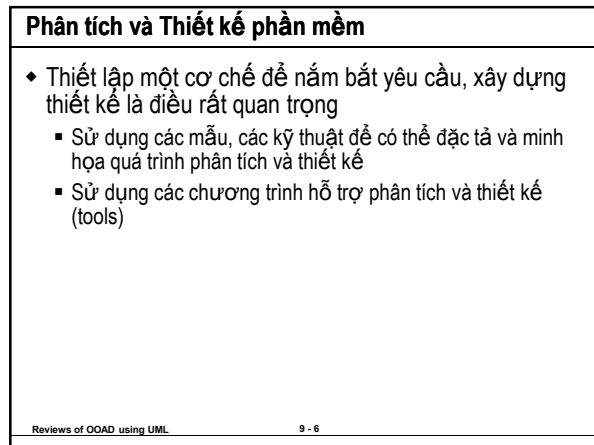 Phân tích và Thiết kế phần mềm
Thiết lập một cơ chế để nắm bắt yêu cầu, xây dựng
thiết kế là điều rất quan trọng
Sử dụng các mẫu, các kỹ thuật để có thể đặc tả và minh
họa quá trình phân tích và thiết kế
Sử dụng các chương trình hỗ trợ phân tích và thiết kế
(tools)
Reviews of OOAD using UML 9 - 6